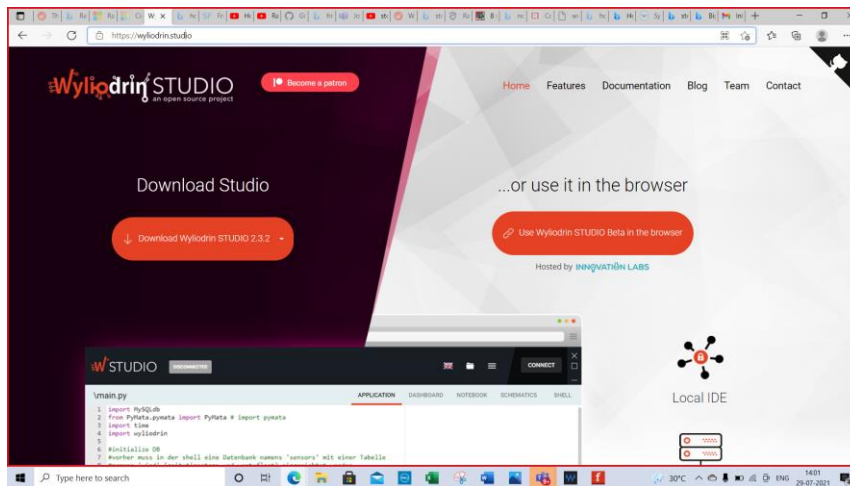 https://wyliodrin.studio
Wyliodrin STUDIO
an open source project
Become a patron
Home Features Documentation Blog Team Contact
Download Studio
...or use it in the browser
Download Wyliodrin STUDIO 2.3.2
Use Wyliodrin STUDIO Beta in the browser
Hosted by INNOVATION LABS
W STUDIO DISCONNECTED CONNECT
\main.py APPLICATION DASHBOARD NOTEBOOK SCHEMATICS SHELL
1 import MySQLdb
2 from PyMata.pymata import PyMata # import pymata
3 import time
4 import wyliodrin
5
6 #initialize DB
7 #vorher muss in der shell eine Datenbank namens 'sensors' mit einer Tabelle
Local IDE
Type here to search
30°C ENG 14:01
29-07-2021